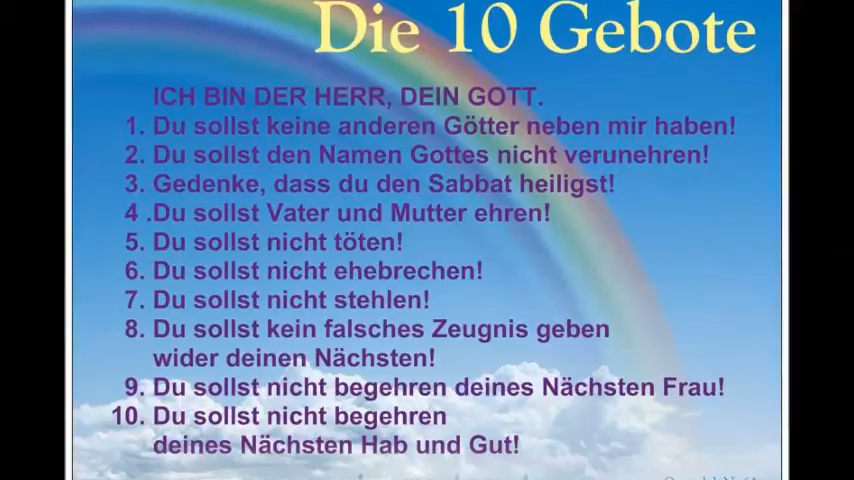 Die 10 Gebote
ICH BIN DER HERR, DEIN GOTT.
1. Du sollst keine anderen Götter neben mir haben!
2. Du sollst den Namen Gottes nicht verunehren!
3. Gedenke, dass du den Sabbat heiligst!
4 .Du sollst Vater und Mutter ehren!
5. Du sollst nicht töten!
6. Du sollst nicht ehebrechen!
7. Du sollst nicht stehlen!
8. Du sollst kein falsches Zeugnis geben
wider deinen Nächsten!
9. Du sollst nicht begehren deines Nächsten Frau!
10. Du sollst nicht begehren
deines Nächsten Hab und Gut!